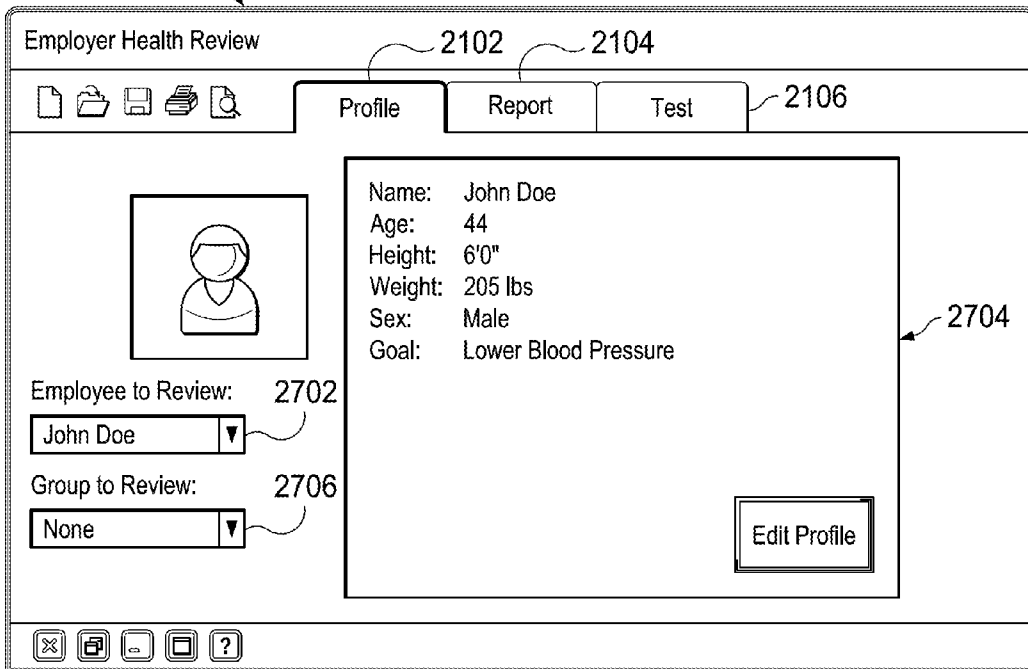 Employer Health Review
2102
2104
Profile
Report
Test
2106
Name: John Doe
Age: 44
Height: 6'0"
Weight: 205 lbs
Sex: Male
Goal: Lower Blood Pressure
2704
Employee to Review:
2702
John Doe
Group to Review:
2706
None
Edit Profile
?